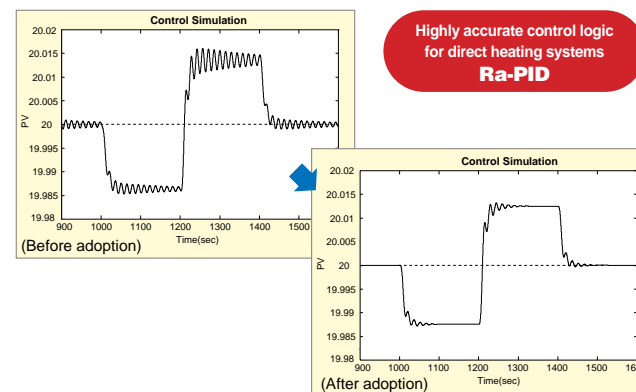 Control Simulation
20.02
20.015
20.01
20.005
20
19.995
19.99
19.985
19.98
PV
900 1000 1100 1200 1300 1400 1500
Time(sec)
(Before adoption)
Highly accurate control logic
for direct heating systems
Ra-PID
Control Simulation
20.02
20.015
20.01
20.005
20
19.995
19.99
19.985
19.98
PV
900 1000 1100 1200 1300 1400 1500
Time(sec)
(After adoption)